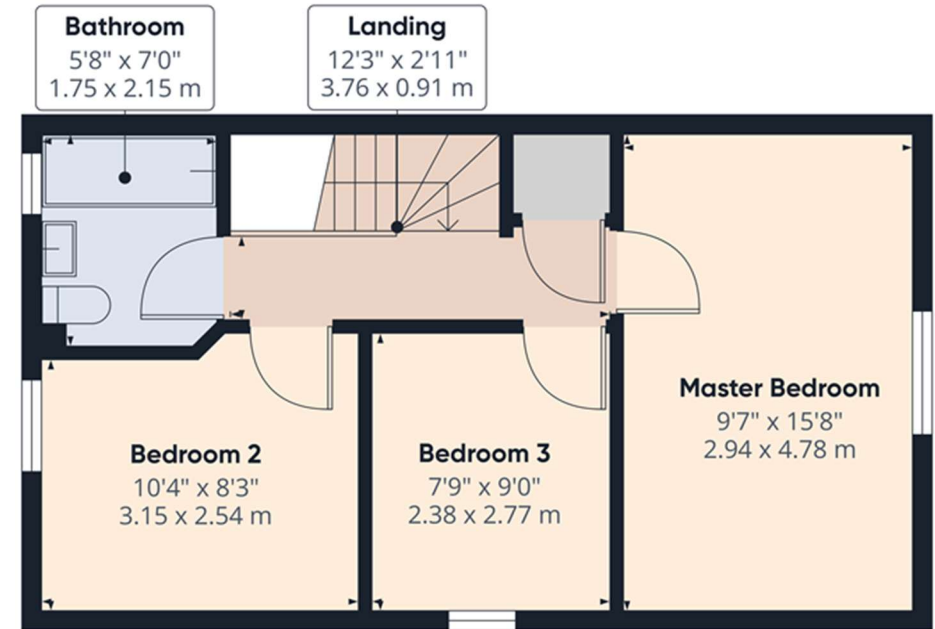 Bathroom
5'8" x 7'0"
1.75 x 2.15 m
Landing
12'3" x 2'11"
3.76 x 0.91 m
Master Bedroom
9'7" x 15'8"
2.94 x 4.78 m
Bedroom 2
10'4" x 8'3"
3.15 x 2.54 m
Bedroom 3
7'9" x 9'0"
2.38 x 2.77 m